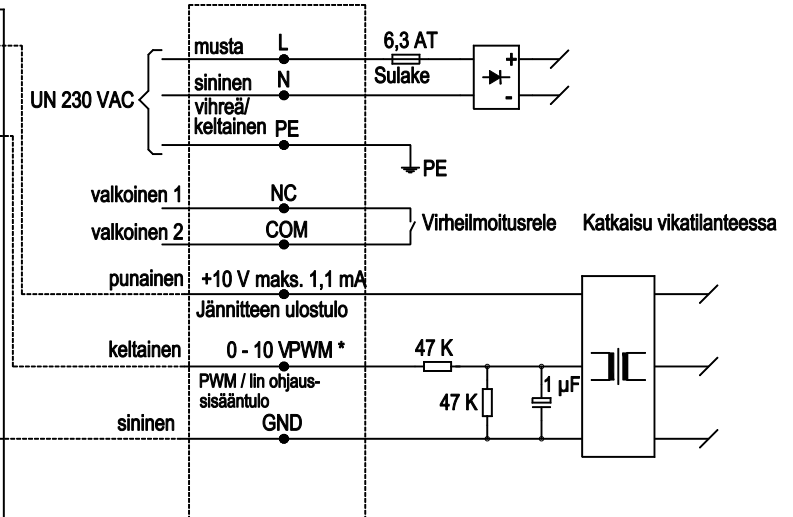 musta L 6,3 AT
Sulake
+
sininen N
-
UN 230 VAC
vihreä/
keltainen PE
PE
valkoinen 1 NC
Virheilmoitusrele Katkaisu vikatilanteessa
valkoinen 2 COM
punainen +10 V maks. 1,1 mA
Jännitteen ulostulo
keltainen 0 - 10 VPWM * 47 K
PWM / lin ohjaus-
sisääntulo
47 K 1 µF
sininen GND